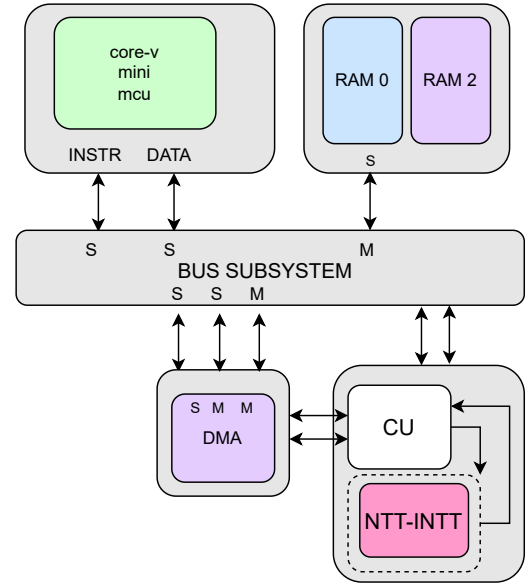 core-v
mini
mcu
INSTR DATA
RAM 0
RAM 2
S
S S M
BUS SUBSYSTEM
S S M
S M M
DMA
CU
NTT-INTT